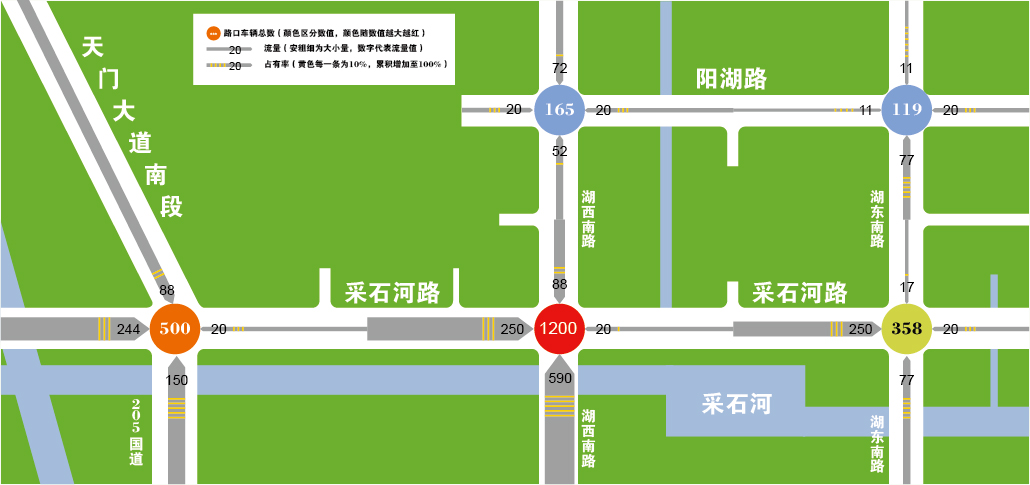 路口车辆总数（颜色区分数值，颜色随数值越大越红）
20 流量（安粗细为大小量，数字代表流量值）
20 占有率（黄色每一条为10%，累积增加至100%）
天门大道南段
阳湖路
72
11
20
165
20
11
119
20
52
77
湖西南路
湖东南路
88
88
17
采石河路
采石河路
244
500
20
250
1200
20
250
358
20
150
590
77
205国道
湖西南路
采石河
湖东南路